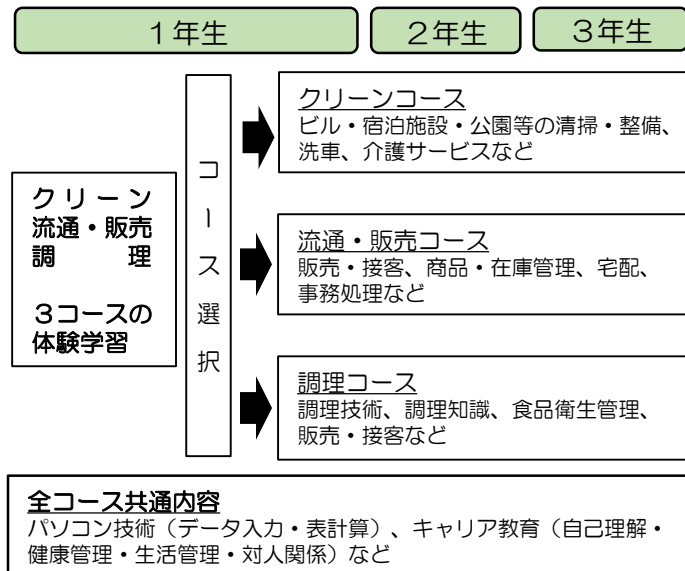 １年生
２年生
３年生
クリーン
流通・販売
調　　理
３コースの
体験学習
コース選択
クリーンコース
ビル・宿泊施設・公園等の清掃・整備、
洗車、介護サービスなど
流通・販売コース
販売・接客、商品・在庫管理、宅配、
事務処理など
調理コース
調理技術、調理知識、食品衛生管理、
販売・接客など
全コース共通内容
パソコン技術（データ入力・表計算）、キャリア教育（自己理解・
健康管理・生活管理・対人関係）など